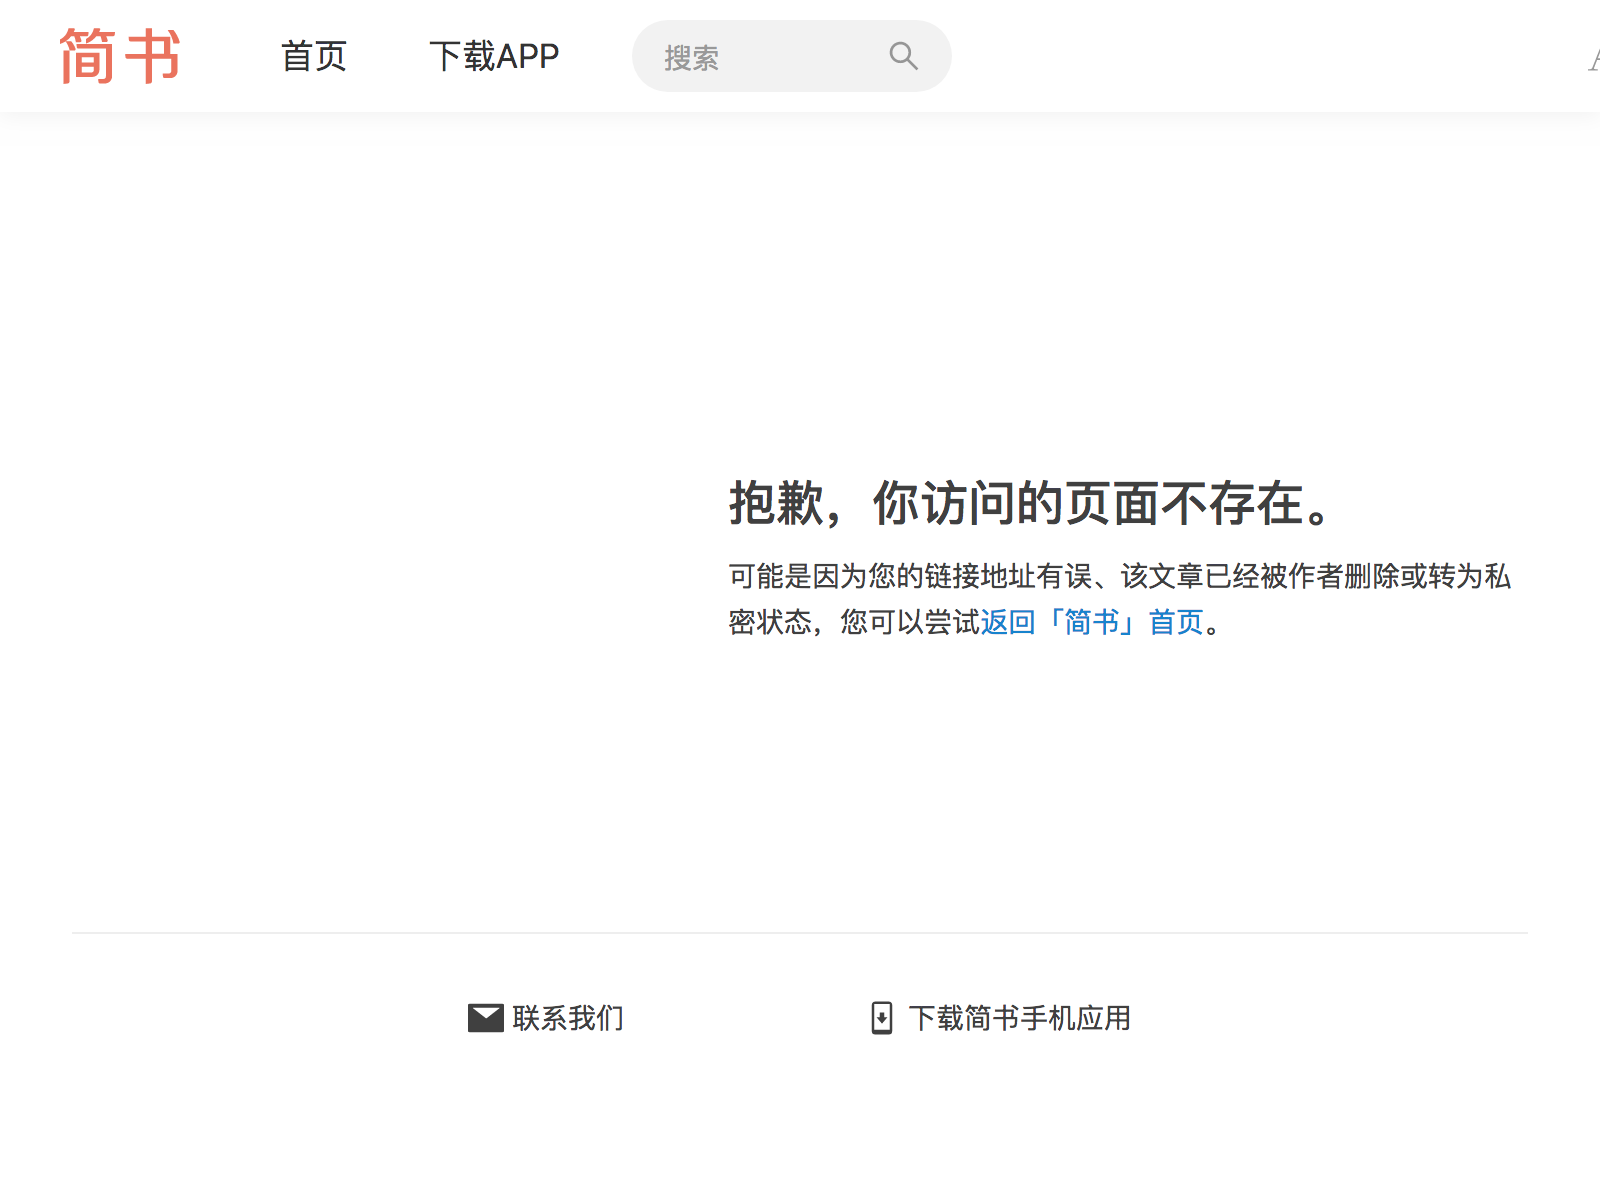 简书 首页 下载APP 搜索
抱歉，你访问的页面不存在。
可能是因为您的链接地址有误、该文章已经被作者删除或转为私
密状态，您可以尝试返回「简书」首页。
联系我们 下载简书手机应用